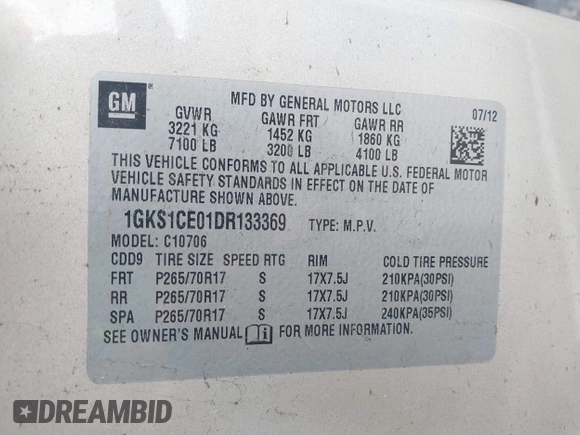 GM
MFD BY GENERAL MOTORS LLC 07/12
GVWR GAWR FRT GAWR RR
3221 KG 1452 KG 1860 KG
7100 LB 3200 LB 4100 LB
THIS VEHICLE CONFORMS TO ALL APPLICABLE U.S. FEDERAL MOTOR
VEHICLE SAFETY STANDARDS IN EFFECT ON THE DATE OF
MANUFACTURE SHOWN ABOVE.
1GKS1CE01DR133369 TYPE: M.P.V.
MODEL: C10706
CDD9 TIRE SIZE SPEED RTG RIM COLD TIRE PRESSURE
FRT P265/70R17 S 17X7.5J 210KPA(30PSI)
RR P265/70R17 S 17X7.5J 210KPA(30PSI)
SPA P265/70R17 S 17X7.5J 240KPA(35PSI)
SEE OWNER'S MANUAL FOR MORE INFORMATION.
DREAMBID